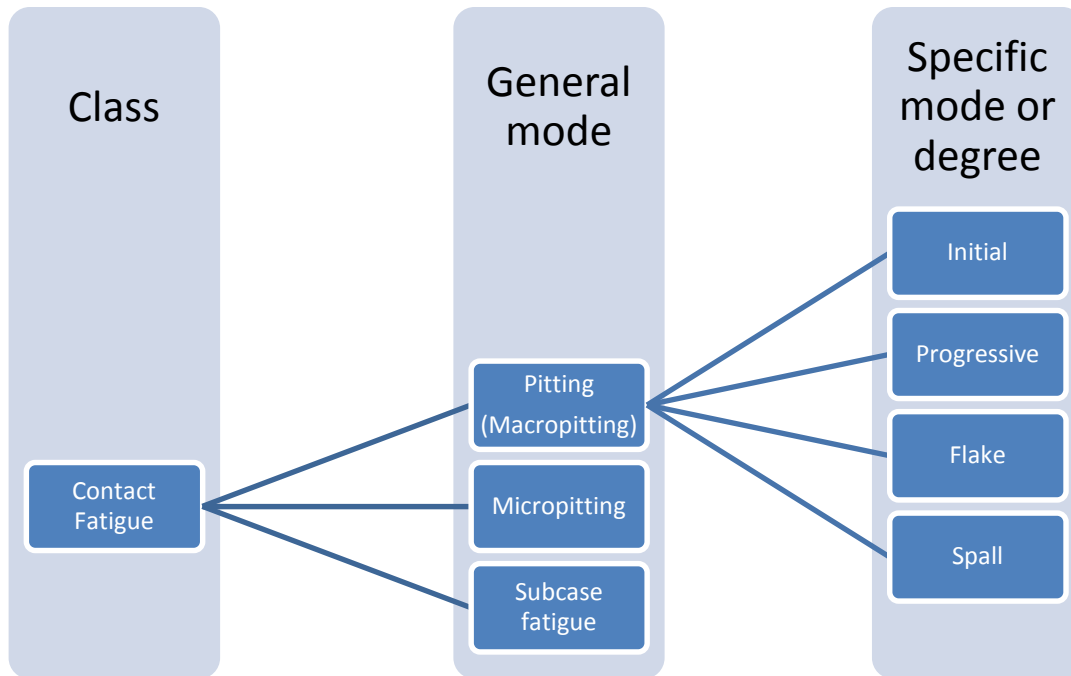 Class
General
mode
Specific
mode or
degree
Contact
Fatigue
Pitting
(Macropitting)
Micropitting
Subcase
fatigue
Initial
Progressive
Flake
Spall